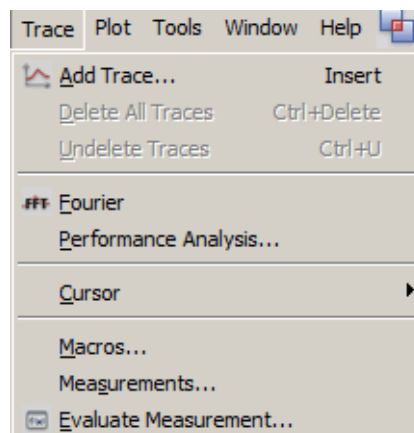 Trace Plot Tools Window Help
Add Trace... Insert
Delete All Traces Ctrl+Delete
Undelete Traces Ctrl+U
FFT Fourier
Performance Analysis...
Cursor
Macros...
Measurements...
Evaluate Measurement...